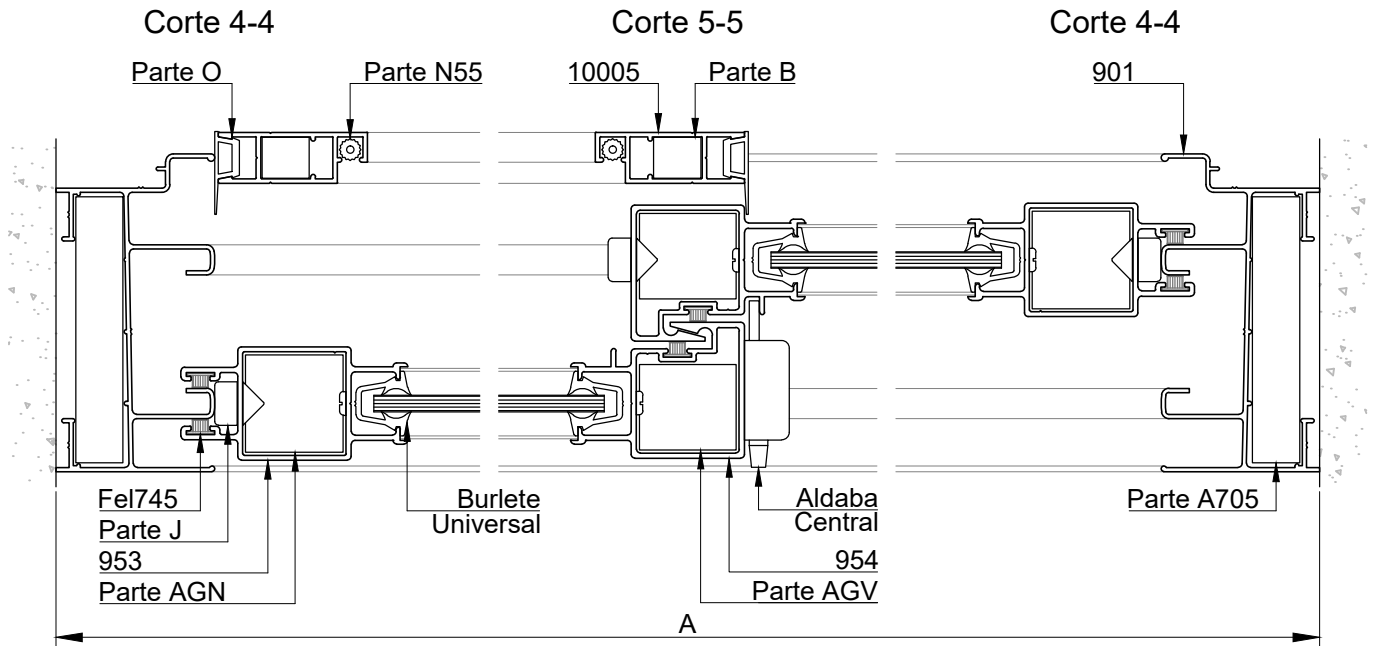 Corte 4-4
Corte 5-5
Corte 4-4
Parte O
Parte N55
10005
Parte B
901
Fel745
Parte J
953
Parte AGN
Burlete
Universal
Aldaba
Central
954
Parte AGV
Parte A705
A